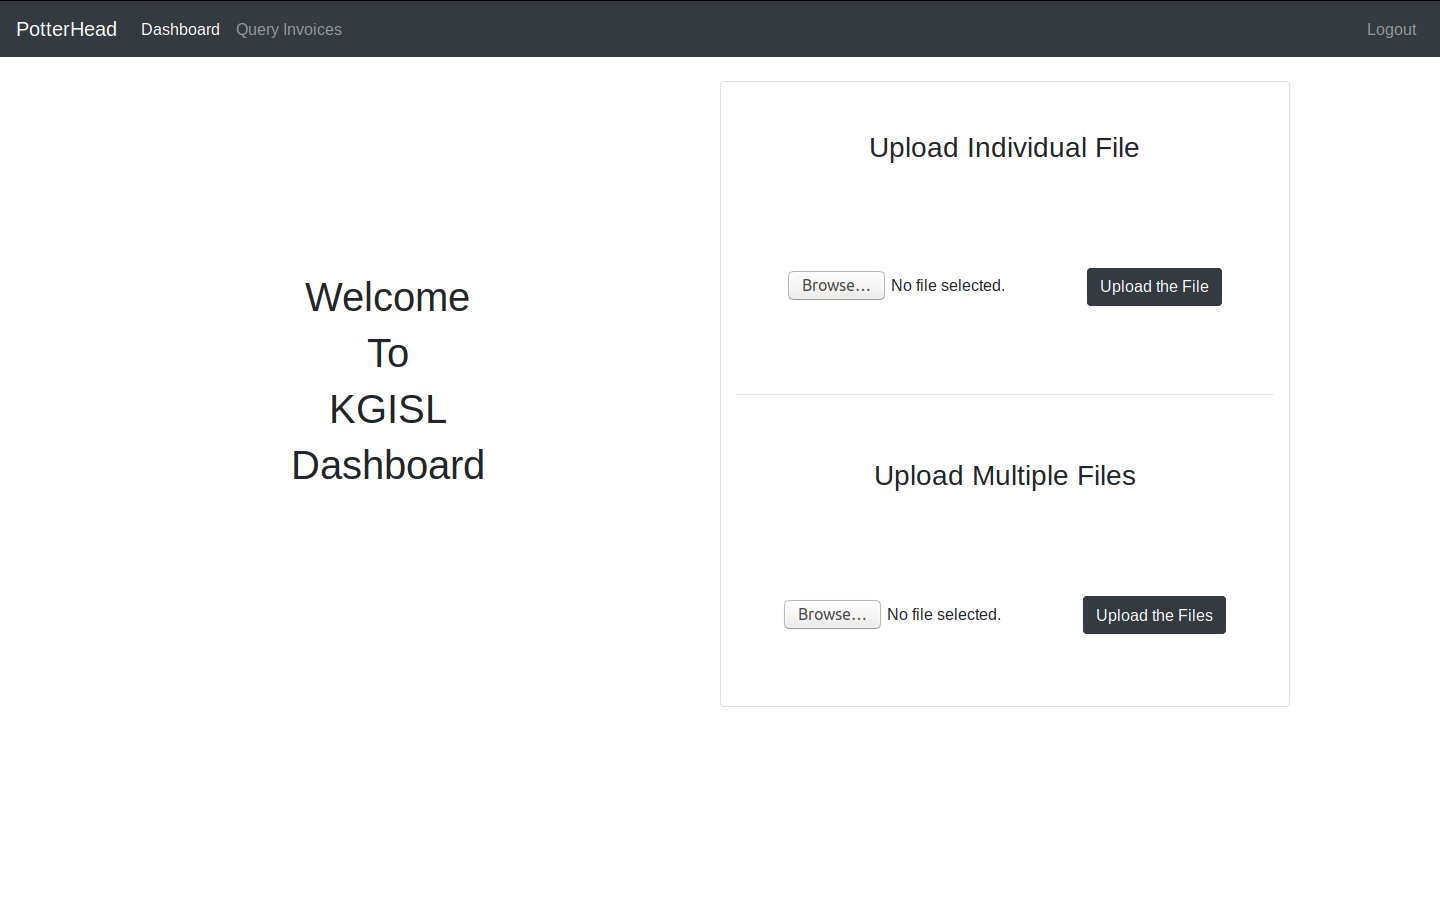 PotterHead Dashboard Query Invoices Logout
Welcome
To
KGISL
Dashboard
Upload Individual File
Browse... No file selected. Upload the File
Upload Multiple Files
Browse... No file selected. Upload the Files